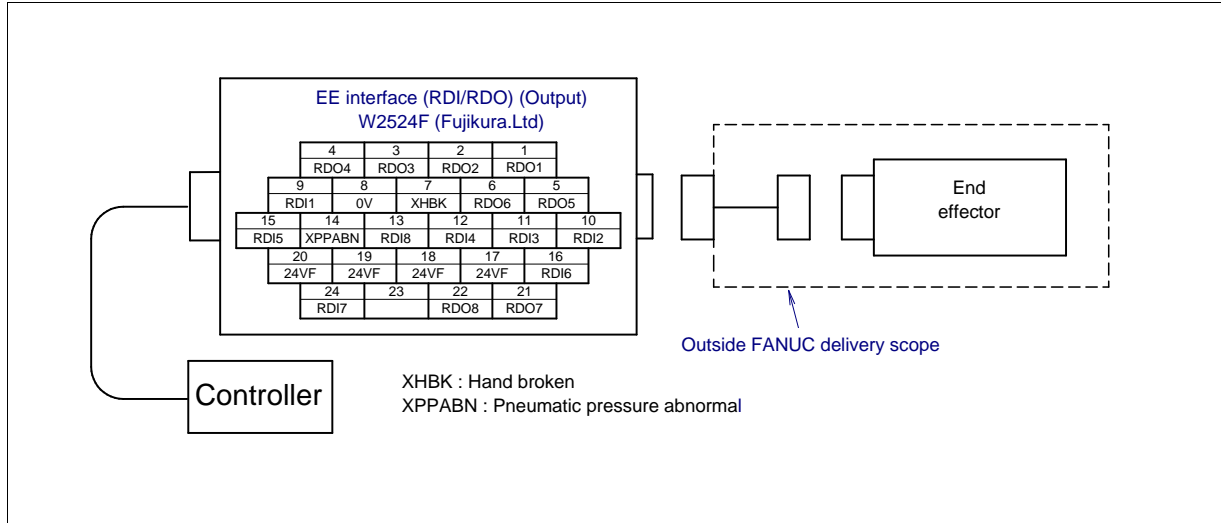 EE interface (RDI/RDO) (Output)
W2524F (Fujikura.Ltd)
4 3 2 1
RDO4 RDO3 RDO2 RDO1
9 8 7 6 5
RDI1 0V XHBK RDO6 RDO5
15 14 13 12 11 10
RDI5 XPPABN RDI8 RDI4 RDI3 RDI2
20 19 18 17 16
24VF 24VF 24VF 24VF RDI6
24 23 22 21
RDI7 RDO8 RDO7
End
effector
Outside FANUC delivery scope
Controller
XHBK : Hand broken
XPPABN : Pneumatic pressure abnormal